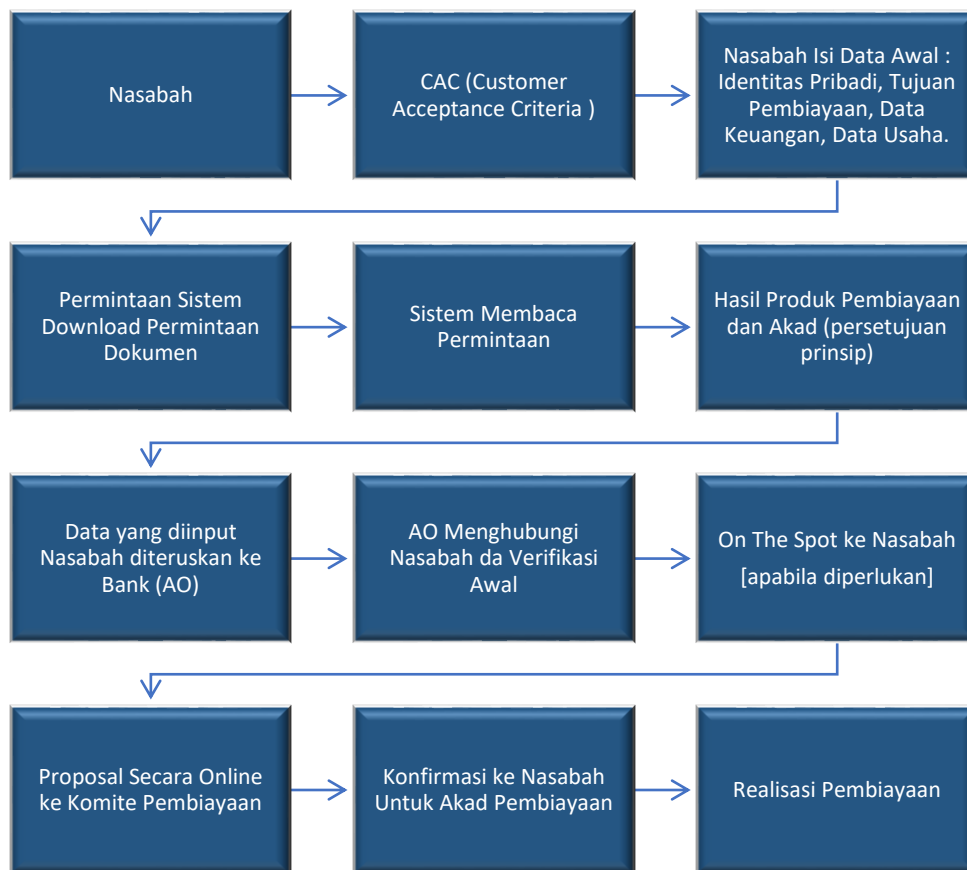 Nasabah
CAC (Customer
Acceptance Criteria )
Nasabah Isi Data Awal :
Identitas Pribadi, Tujuan
Pembiayaan, Data
Keuangan, Data Usaha.
Permintaan Sistem
Download Permintaan
Dokumen
Sistem Membaca
Permintaan
Hasil Produk Pembiayaan
dan Akad (persetujuan
prinsip)
Data yang diinput
Nasabah diteruskan ke
Bank (AO)
AO Menghubungi
Nasabah da Verifikasi
Awal
On The Spot ke Nasabah
[apabila diperlukan]
Proposal Secara Online
ke Komite Pembiayaan
Konfirmasi ke Nasabah
Untuk Akad Pembiayaan
Realisasi Pembiayaan